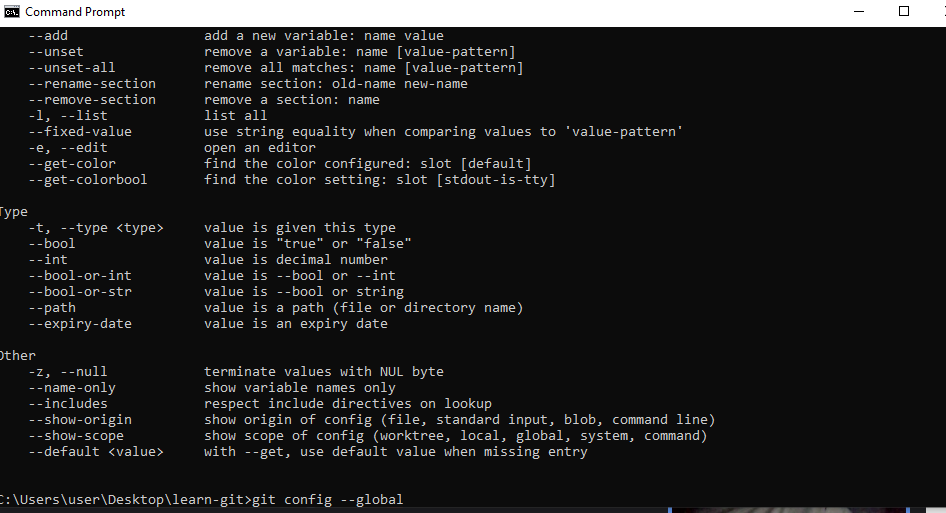 Command Prompt
--add add a new variable: name value
--unset remove a variable: name [value-pattern]
--unset-all remove all matches: name [value-pattern]
--rename-section rename section: old-name new-name
--remove-section remove a section: name
-l, --list list all
--fixed-value use string equality when comparing values to 'value-pattern'
-e, --edit open an editor
--get-color find the color configured: slot [default]
--get-colorbool find the color setting: slot [stdout-is-tty]
Type
-t, --type <type> value is given this type
--bool value is "true" or "false"
--int value is decimal number
--bool-or-int value is --bool or --int
--bool-or-str value is --bool or string
--path value is a path (file or directory name)
--expiry-date value is an expiry date
Other
-z, --null terminate values with NUL byte
--name-only show variable names only
--includes respect include directives on lookup
--show-origin show origin of config (file, standard input, blob, command line)
--show-scope show scope of config (worktree, local, global, system, command)
--default <value> with --get, use default value when missing entry
C:\Users\user\Desktop\learn-git>git config --global